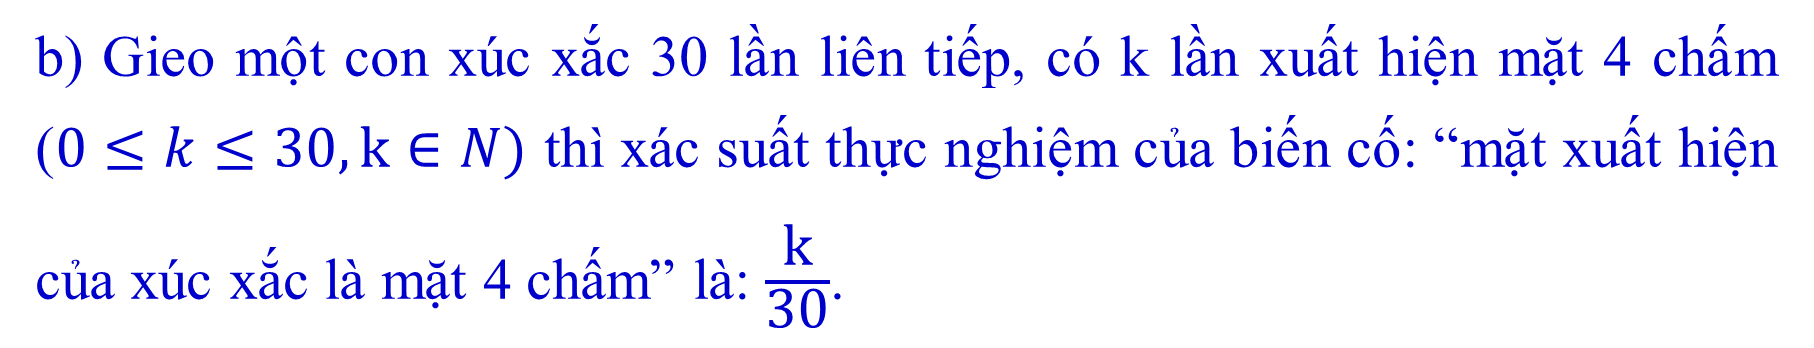 b) Gieo một con xúc xắc 30 lần liên tiếp, có k lần xuất hiện mặt 4 chấm
(0 ≤ k ≤ 30, k ∈ N) thì xác suất thực nghiệm của biến cố: “mặt xuất hiện
của xúc xắc là mặt 4 chấm” là: k/30.